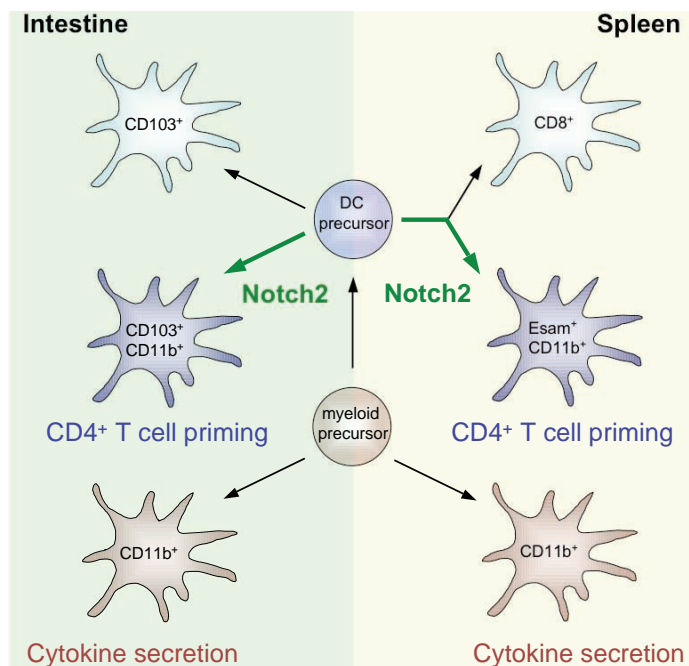 Intestine
Spleen
CD103⁺
CD8⁺
DC
precursor
Notch2
Notch2
CD103⁺
CD11b⁺
Esam⁺
CD11b⁺
CD4⁺ T cell priming
CD4⁺ T cell priming
myeloid
precursor
CD11b⁺
CD11b⁺
Cytokine secretion
Cytokine secretion